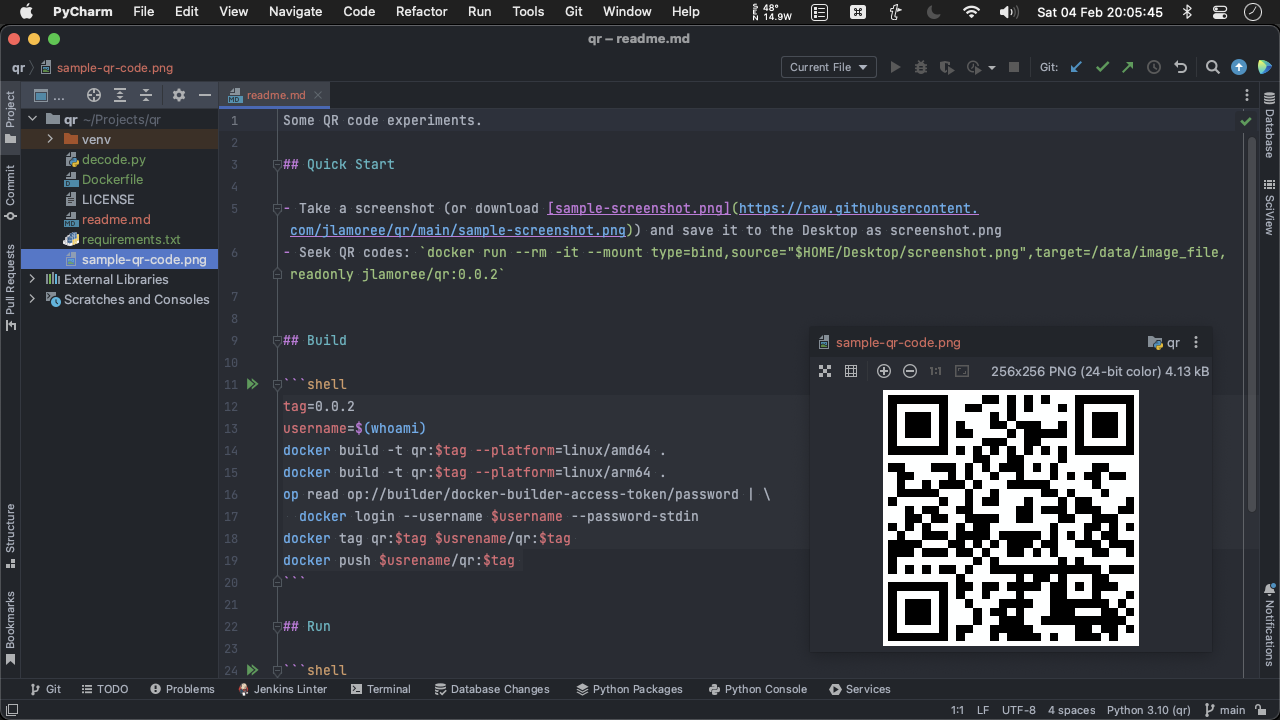 PyCharm File Edit View Navigate Code Refactor Run Tools Git Window Help 48° 14.9W Sat 04 Feb 20:05:45
qr – readme.md
qr sample-qr-code.png Current File Git:
Project
Commit
Pull Requests
Structure
Bookmarks
...
qr ~/Projects/qr
venv
decode.py
Dockerfile
LICENSE
readme.md
requirements.txt
sample-qr-code.png
External Libraries
Scratches and Consoles
readme.md
1 Some QR code experiments.
2
3 ## Quick Start
4
5 - Take a screenshot (or download [sample-screenshot.png](https://raw.githubusercontent.
com/jlamoree/qr/main/sample-screenshot.png)) and save it to the Desktop as screenshot.png
6 - Seek QR codes: `docker run --rm -it --mount type=bind,source="$HOME/Desktop/screenshot.png",target=/data/image_file,
readonly jlamoree/qr:0.0.2`
7
8
9 ## Build
10
11 ```shell
12 tag=0.0.2
13 username=$(whoami)
14 docker build -t qr:$tag --platform=linux/amd64 .
15 docker build -t qr:$tag --platform=linux/arm64 .
16 op read op://builder/docker-builder-access-token/password | \
17 docker login --username $username --password-stdin
18 docker tag qr:$tag $usrename/qr:$tag
19 docker push $usrename/qr:$tag
20 ```
21
22 ## Run
23
24 ```shell
sample-qr-code.png qr
1:1 256x256 PNG (24-bit color) 4.13 kB
Database
SciView
Notifications
Git TODO Problems Jenkins Linter Terminal Database Changes Python Packages Python Console Services
1:1 LF UTF-8 4 spaces Python 3.10 (qr) main